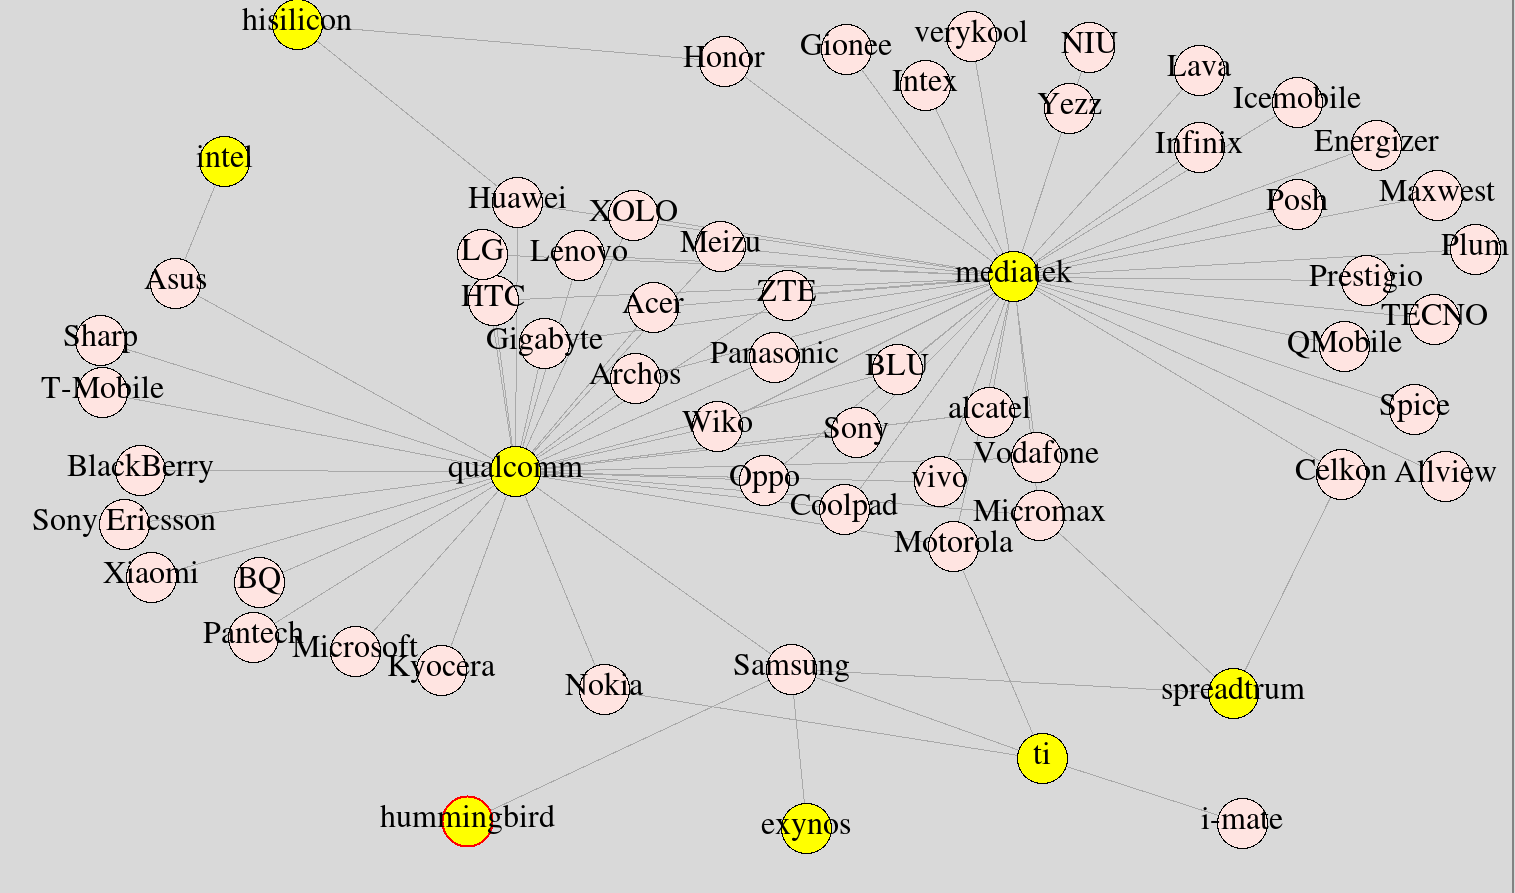 hisilicon
Honor
Gionee
verykool
NIU
Intex
Yezz
Lava
Icemobile
Infinix
Energizer
intel
Huawei
XOLO
Posh
Maxwest
LG
Lenovo
Meizu
Plum
Asus
HTC
Acer
ZTE
mediatek
Prestigio
TECNO
Sharp
Gigabyte
Panasonic
BLU
QMobile
T-Mobile
Archos
alcatel
Spice
Wiko
Sony
BlackBerry
qualcomm
Oppo
vivo
Vodafone
Celkon
Allview
Sony Ericsson
Coolpad
Micromax
Motorola
Xiaomi
BQ
Pantech
Microsoft
Kyocera
Nokia
Samsung
spreadtrum
ti
hummingbird
exynos
i-mate